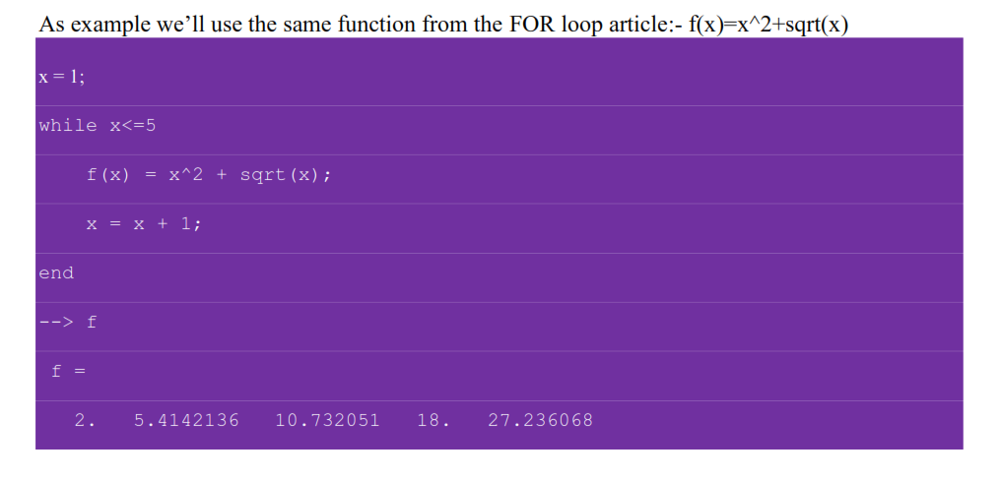 As example we’ll use the same function from the FOR loop article:- f(x)=x^2+sqrt(x)
x = 1;
while x<=5
f(x) = x^2 + sqrt(x);
x = x + 1;
end
--> f
f =
2. 5.4142136 10.732051 18. 27.236068